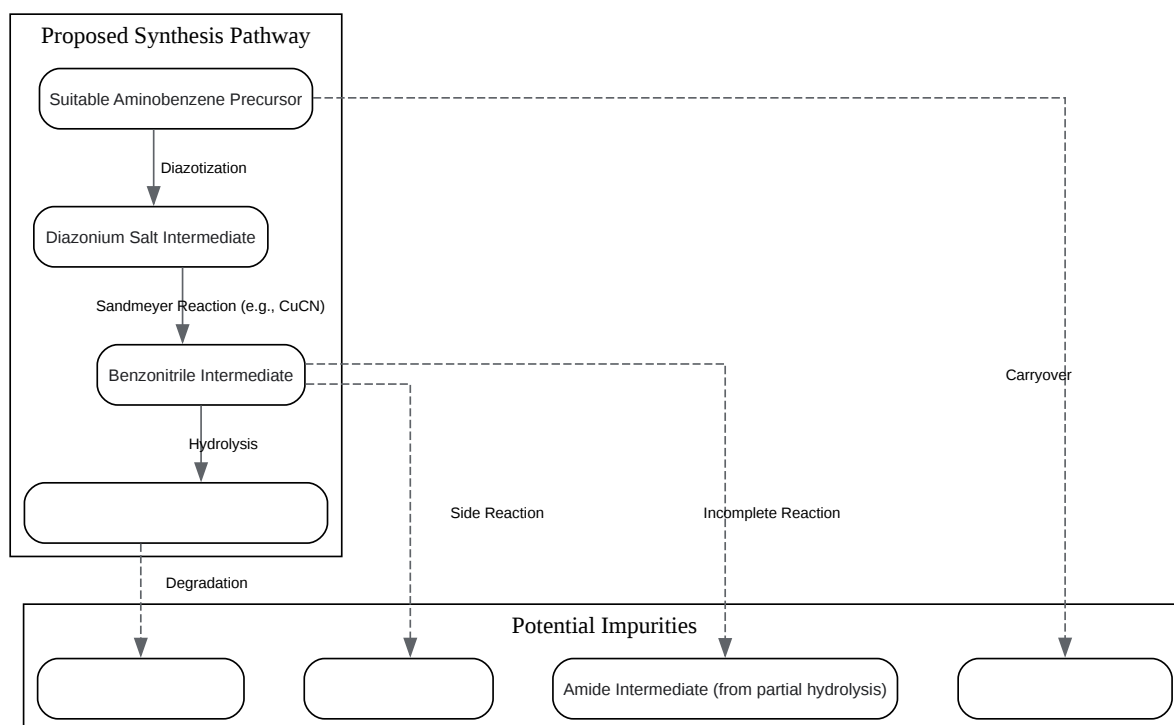 Proposed Synthesis Pathway
Suitable Aminobenzene Precursor
Diazotization
Diazonium Salt Intermediate
Sandmeyer Reaction (e.g., CuCN)
Benzonitrile Intermediate
Carryover
Hydrolysis
Side Reaction
Incomplete Reaction
Degradation
Potential Impurities
Amide Intermediate (from partial hydrolysis)